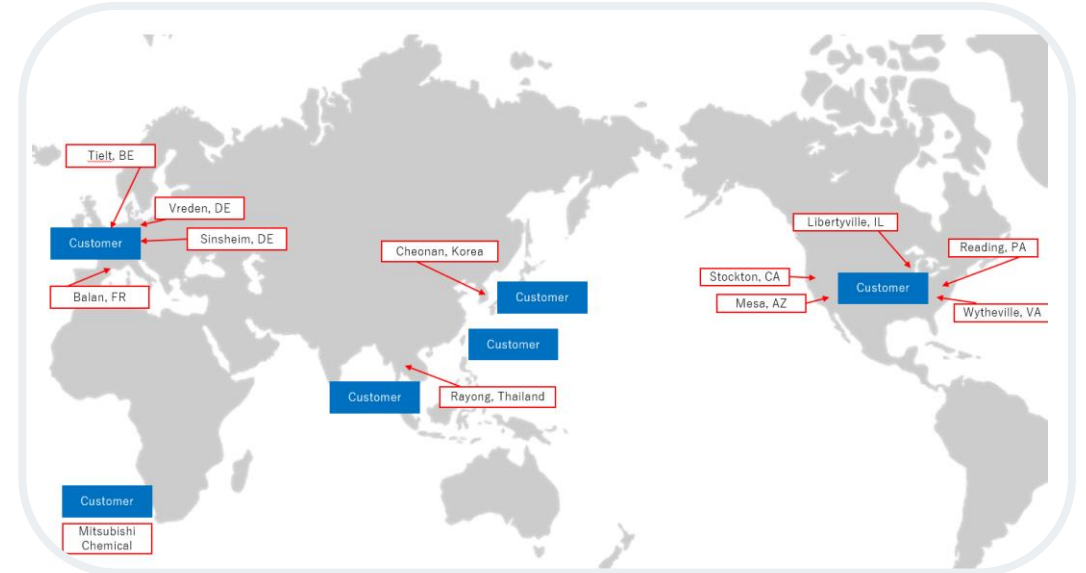 Tielt, BE
Vreden, DE
Customer
Sinsheim, DE
Balan, FR
Cheonan, Korea
Customer
Customer
Customer
Rayong, Thailand
Libertyville, IL
Reading, PA
Stockton, CA
Customer
Mesa, AZ
Wytheville, VA
Customer
Mitsubishi
Chemical